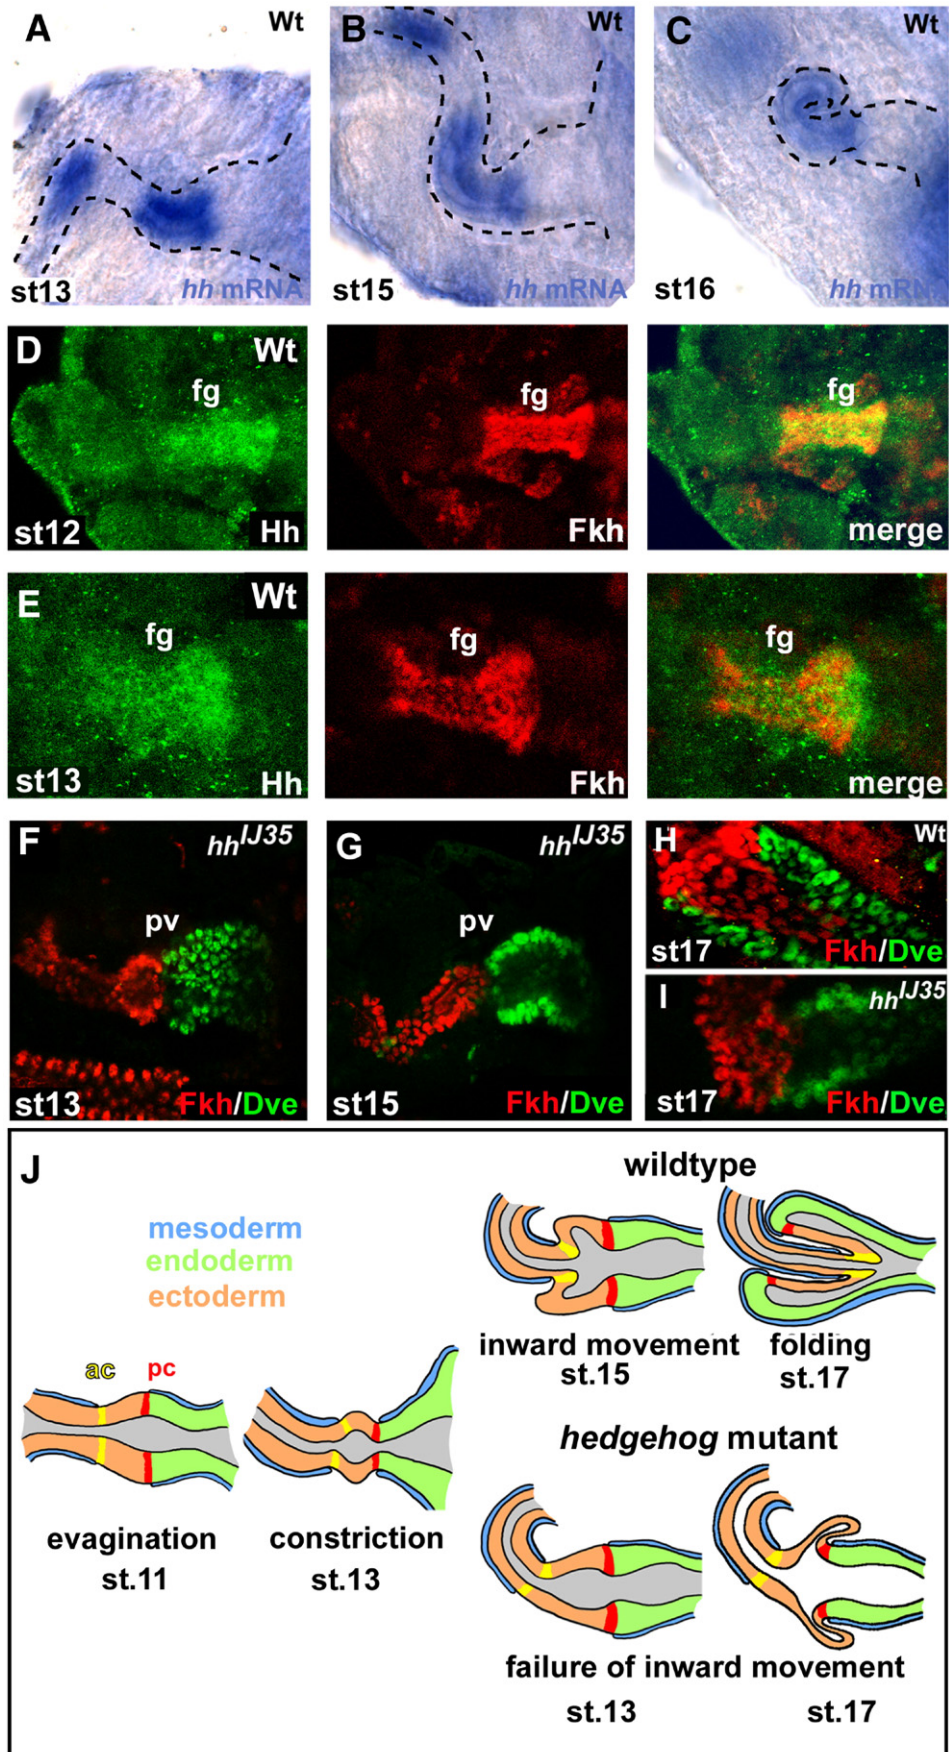 A
Wt
st13
hh mRNA
B
Wt
st15
hh mRNA
C
Wt
st16
hh mRNA
D
Wt
fg
st12
Hh
fg
Fkh
fg
merge
E
Wt
fg
st13
Hh
fg
Fkh
fg
merge
F
hhIJ35
pv
st13
Fkh/Dve
G
hhIJ35
pv
st15
Fkh/Dve
H
Wt
st17
Fkh/Dve
I
hhIJ35
st17
Fkh/Dve
J
mesoderm
endoderm
ectoderm
ac
pc
evagination
st.11
constriction
st.13
wildtype
inward movement
st.15
folding
st.17
hedgehog mutant
failure of inward movement
st.13
st.17